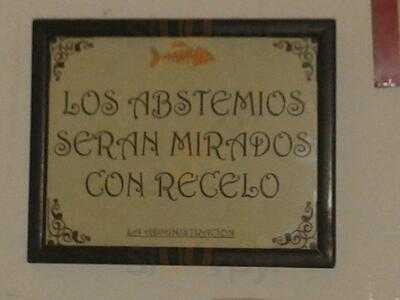 LOS ABSTEMIOS
SERAN MIRADOS
CON RECELO
LA ADMINISTRACION